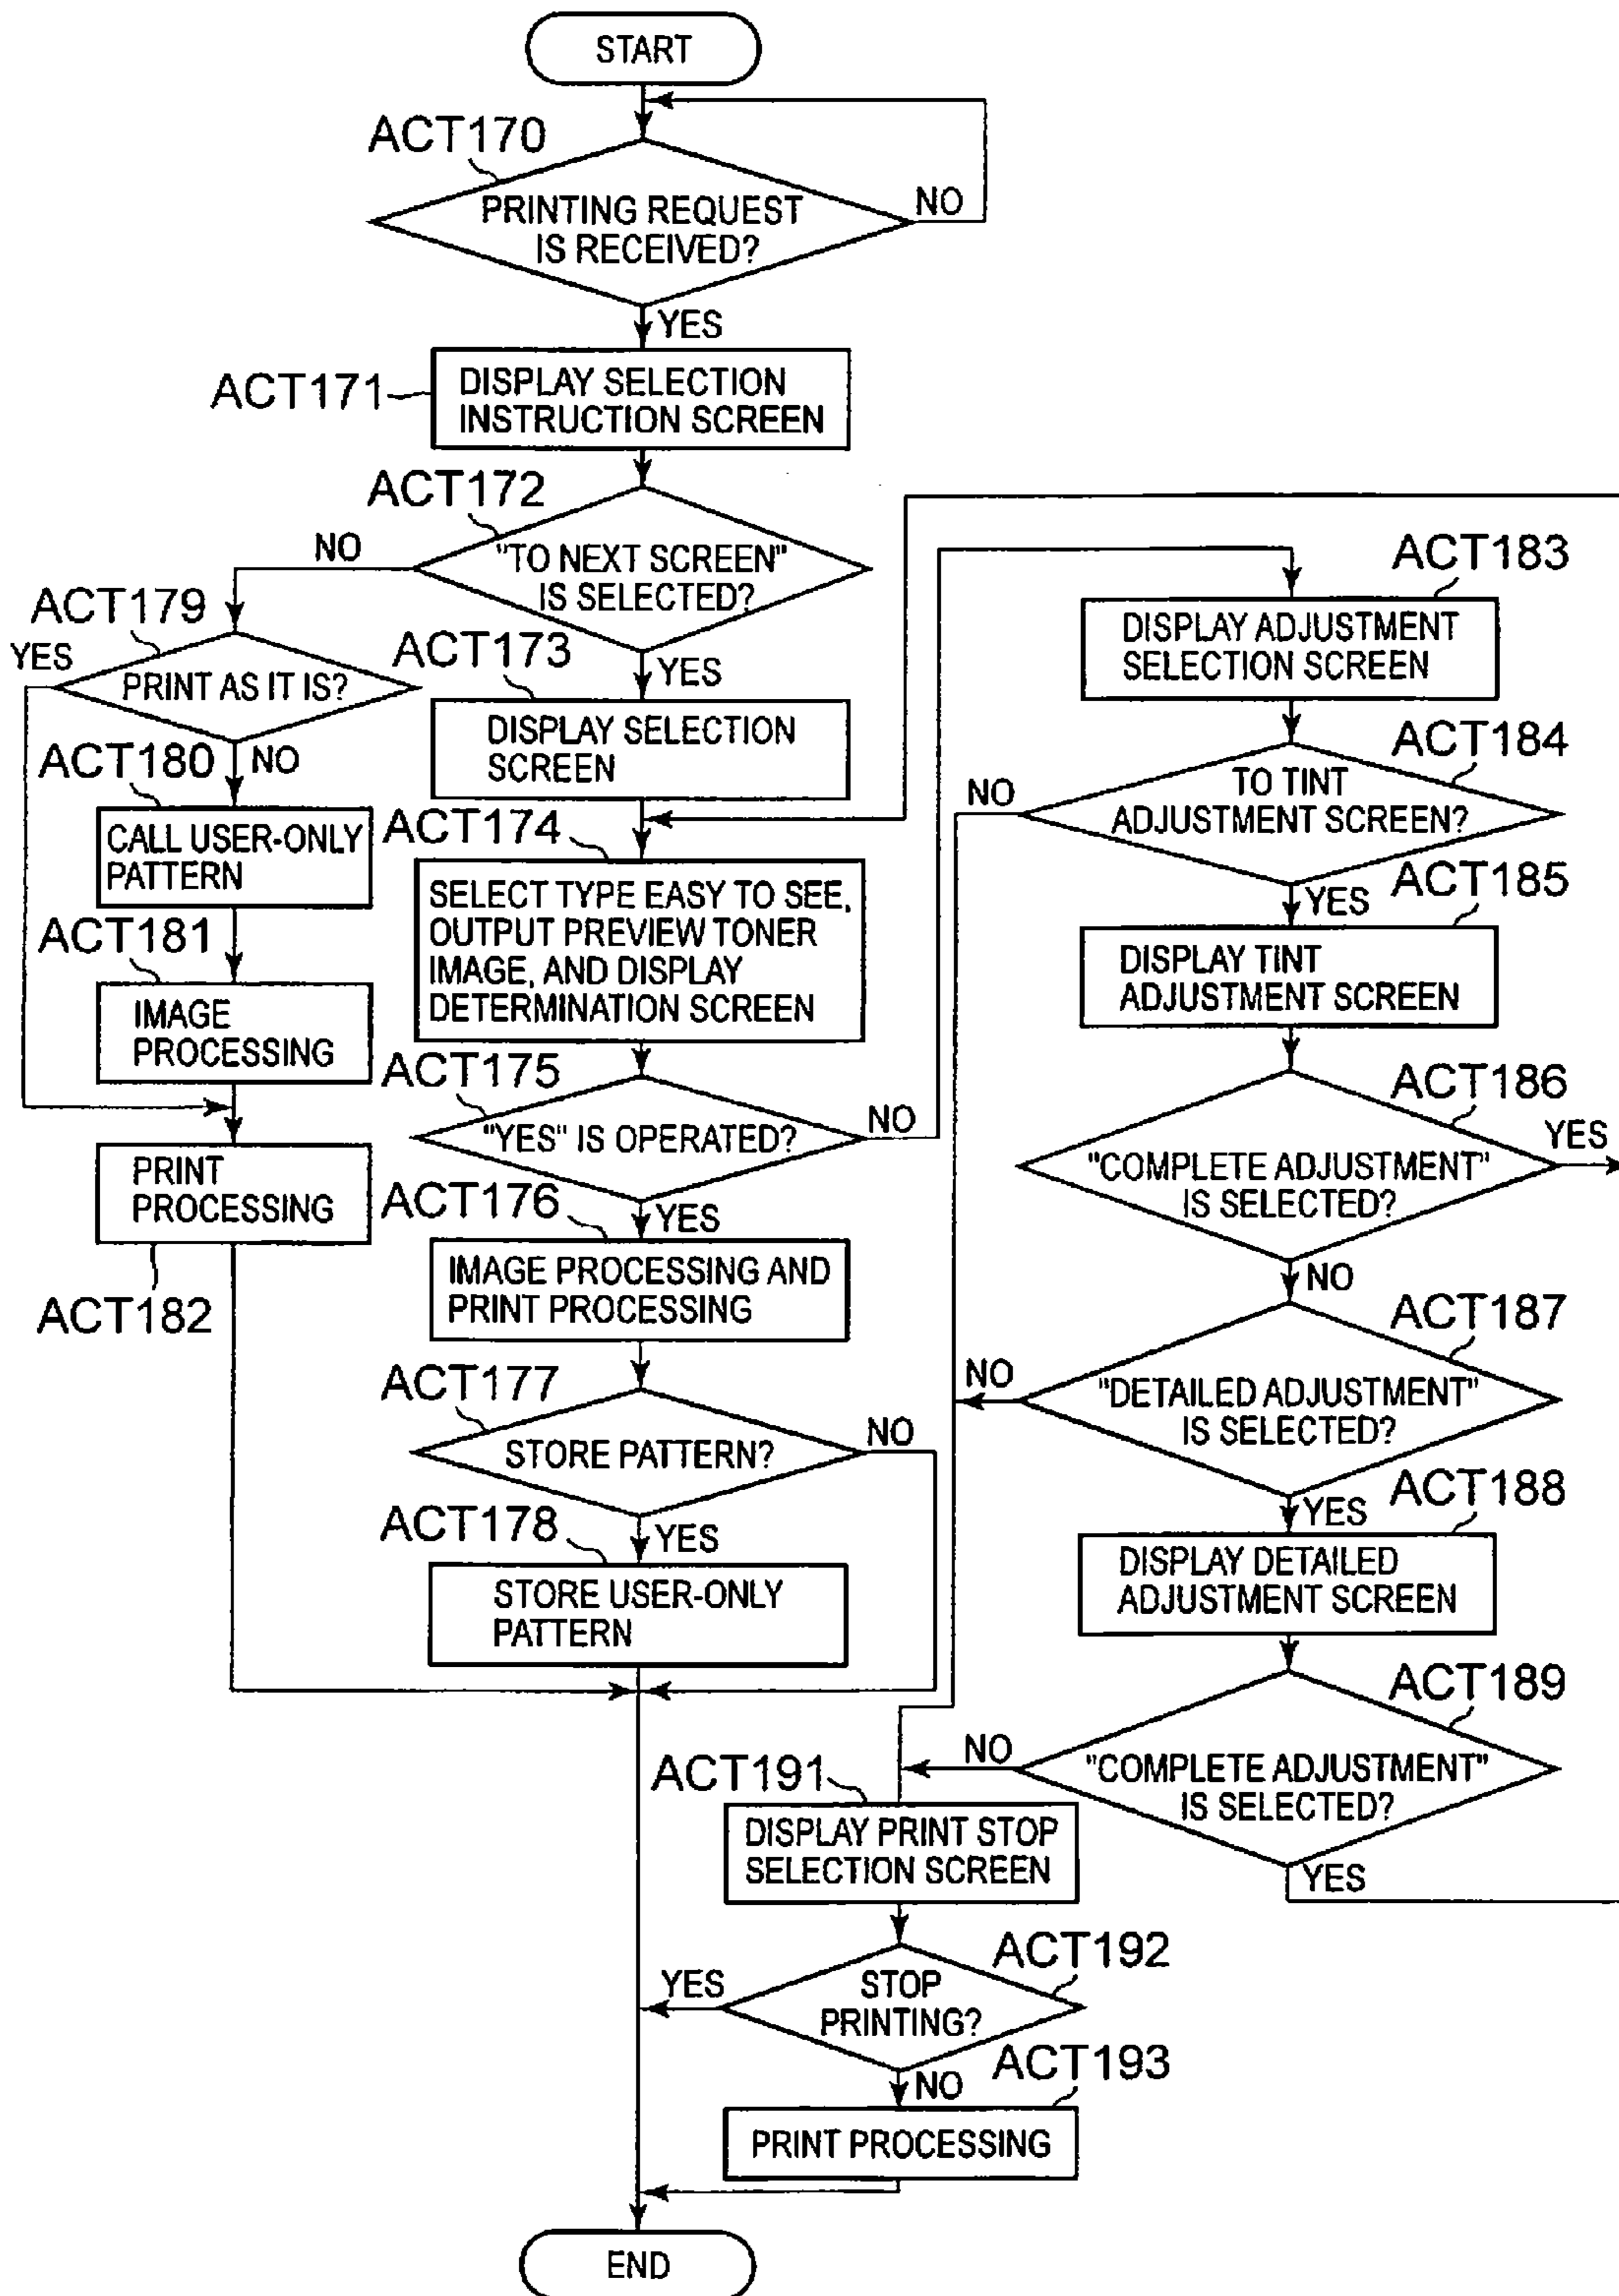 START
ACT170
PRINTING REQUEST
IS RECEIVED?
NO
YES
ACT171
DISPLAY SELECTION
INSTRUCTION SCREEN
ACT172
"TO NEXT SCREEN"
IS SELECTED?
NO
YES
ACT179
PRINT AS IT IS?
YES
NO
ACT180
CALL USER-ONLY
PATTERN
ACT181
IMAGE
PROCESSING
PRINT
PROCESSING
ACT182
ACT173
DISPLAY SELECTION
SCREEN
ACT174
SELECT TYPE EASY TO SEE,
OUTPUT PREVIEW TONER
IMAGE, AND DISPLAY
DETERMINATION SCREEN
ACT175
"YES" IS OPERATED?
NO
YES
ACT176
IMAGE PROCESSING AND
PRINT PROCESSING
ACT177
STORE PATTERN?
NO
YES
ACT178
STORE USER-ONLY
PATTERN
ACT183
DISPLAY ADJUSTMENT
SELECTION SCREEN
ACT184
TO TINT
ADJUSTMENT SCREEN?
NO
YES
ACT185
DISPLAY TINT
ADJUSTMENT SCREEN
ACT186
"COMPLETE ADJUSTMENT"
IS SELECTED?
YES
NO
ACT187
"DETAILED ADJUSTMENT"
IS SELECTED?
NO
YES
ACT188
DISPLAY DETAILED
ADJUSTMENT SCREEN
ACT189
"COMPLETE ADJUSTMENT"
IS SELECTED?
NO
YES
ACT191
DISPLAY PRINT STOP
SELECTION SCREEN
ACT192
STOP
PRINTING?
YES
NO
ACT193
PRINT PROCESSING
END